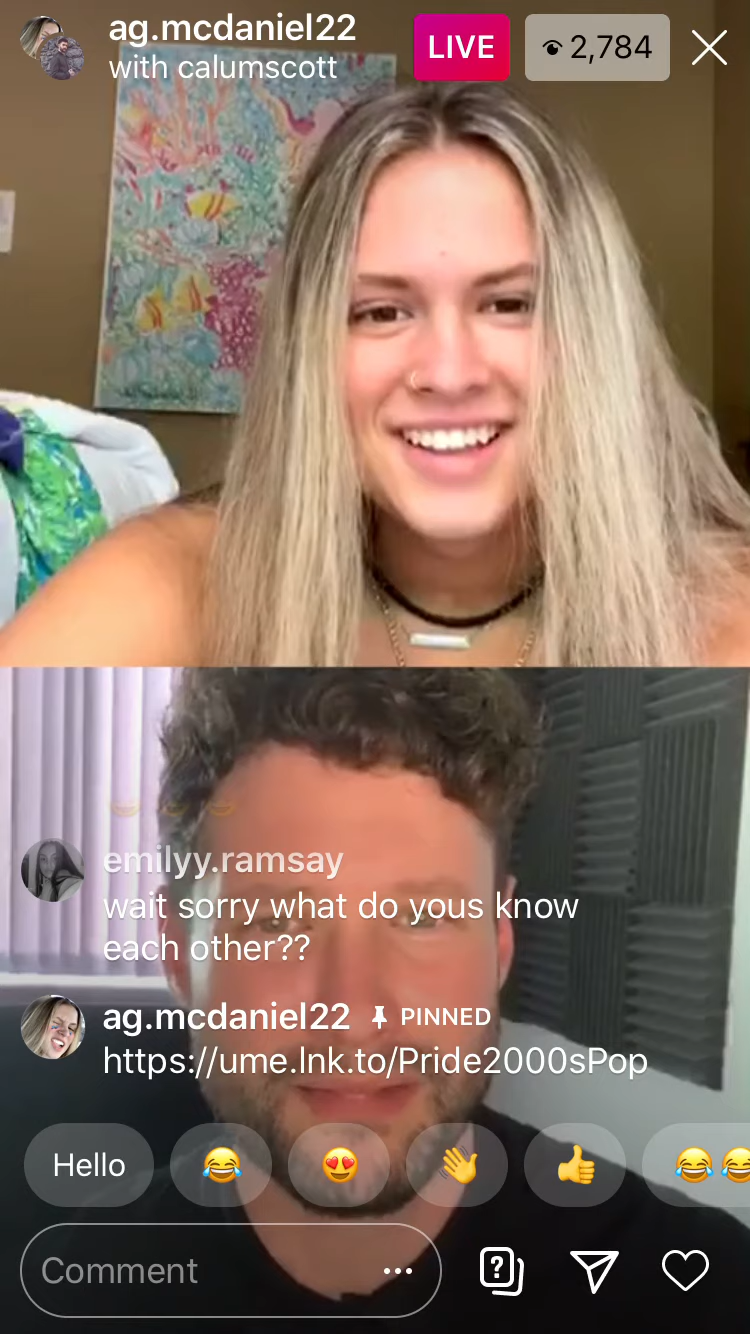 ag.mcdaniel22
with calumscott
LIVE
2,784
emilyy.ramsay
wait sorry what do yous know
each other??
ag.mcdaniel22 PINNED
https://ume.lnk.to/Pride2000sPop
Hello
Comment